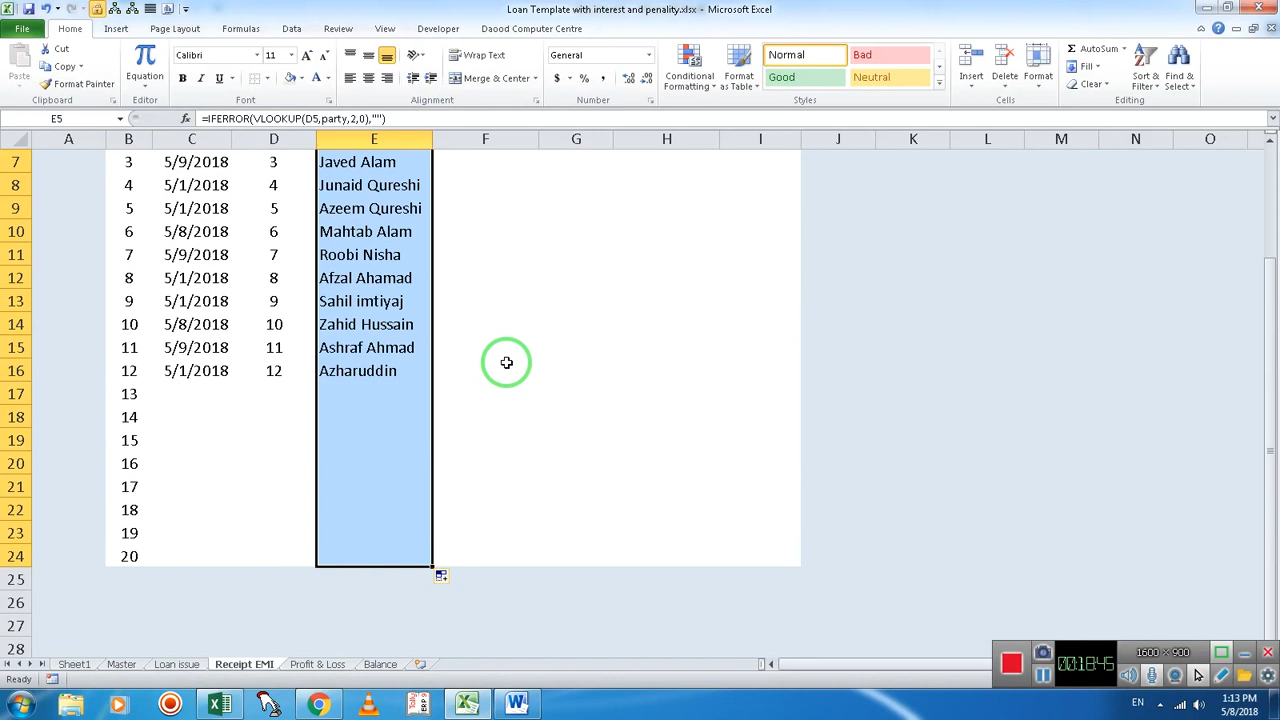 Loan Template with interest and penality.xlsx - Microsoft Excel
File Home Insert Page Layout Formulas Data Review View Developer Daood Computer Centre
Cut Calibri 11 Wrap Text General Normal Bad AutoSum
Copy Fill
Paste Format Painter Equation Merge & Center Conditional Formatting Format as Table Good Neutral Insert Delete Format Clear Sort & Filter Find & Select
Clipboard Editor Font Alignment Number Styles Cells Editing
E5 fx =IFERROR(VLOOKUP(D5,party,2,0),"")
A B C D E F G H I J K L M N O
7 3 5/9/2018 3 Javed Alam
8 4 5/1/2018 4 Junaid Qureshi
9 5 5/1/2018 5 Azeem Qureshi
10 6 5/8/2018 6 Mahtab Alam
11 7 5/9/2018 7 Roobi Nisha
12 8 5/1/2018 8 Afzal Ahamad
13 9 5/1/2018 9 Sahil imtiyaj
14 10 5/8/2018 10 Zahid Hussain
15 11 5/9/2018 11 Ashraf Ahmad
16 12 5/1/2018 12 Azharuddin
17 13
18 14
19 15
20 16
21 17
22 18
23 19
24 20
25
26
27
28
Sheet1 Master Loan issue Receipt EMI Profit & Loss Balance
1600 x 900
Ready
EN 1:13 PM
5/8/2018